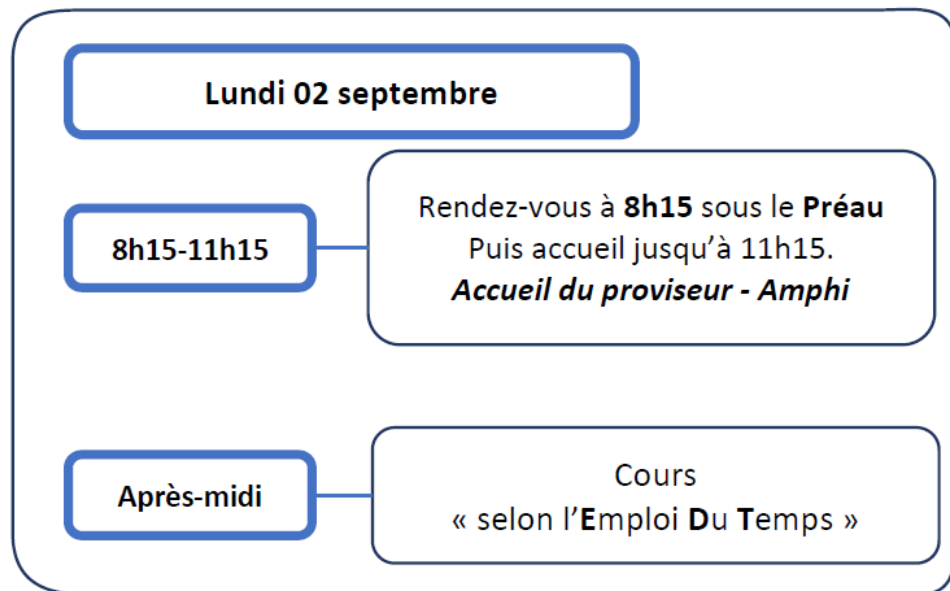 Lundi 02 septembre
8h15-11h15
Rendez-vous à 8h15 sous le Préau
Puis accueil jusqu’à 11h15.
Accueil du proviseur - Amphi
Après-midi
Cours
« selon l’Emploi Du Temps »